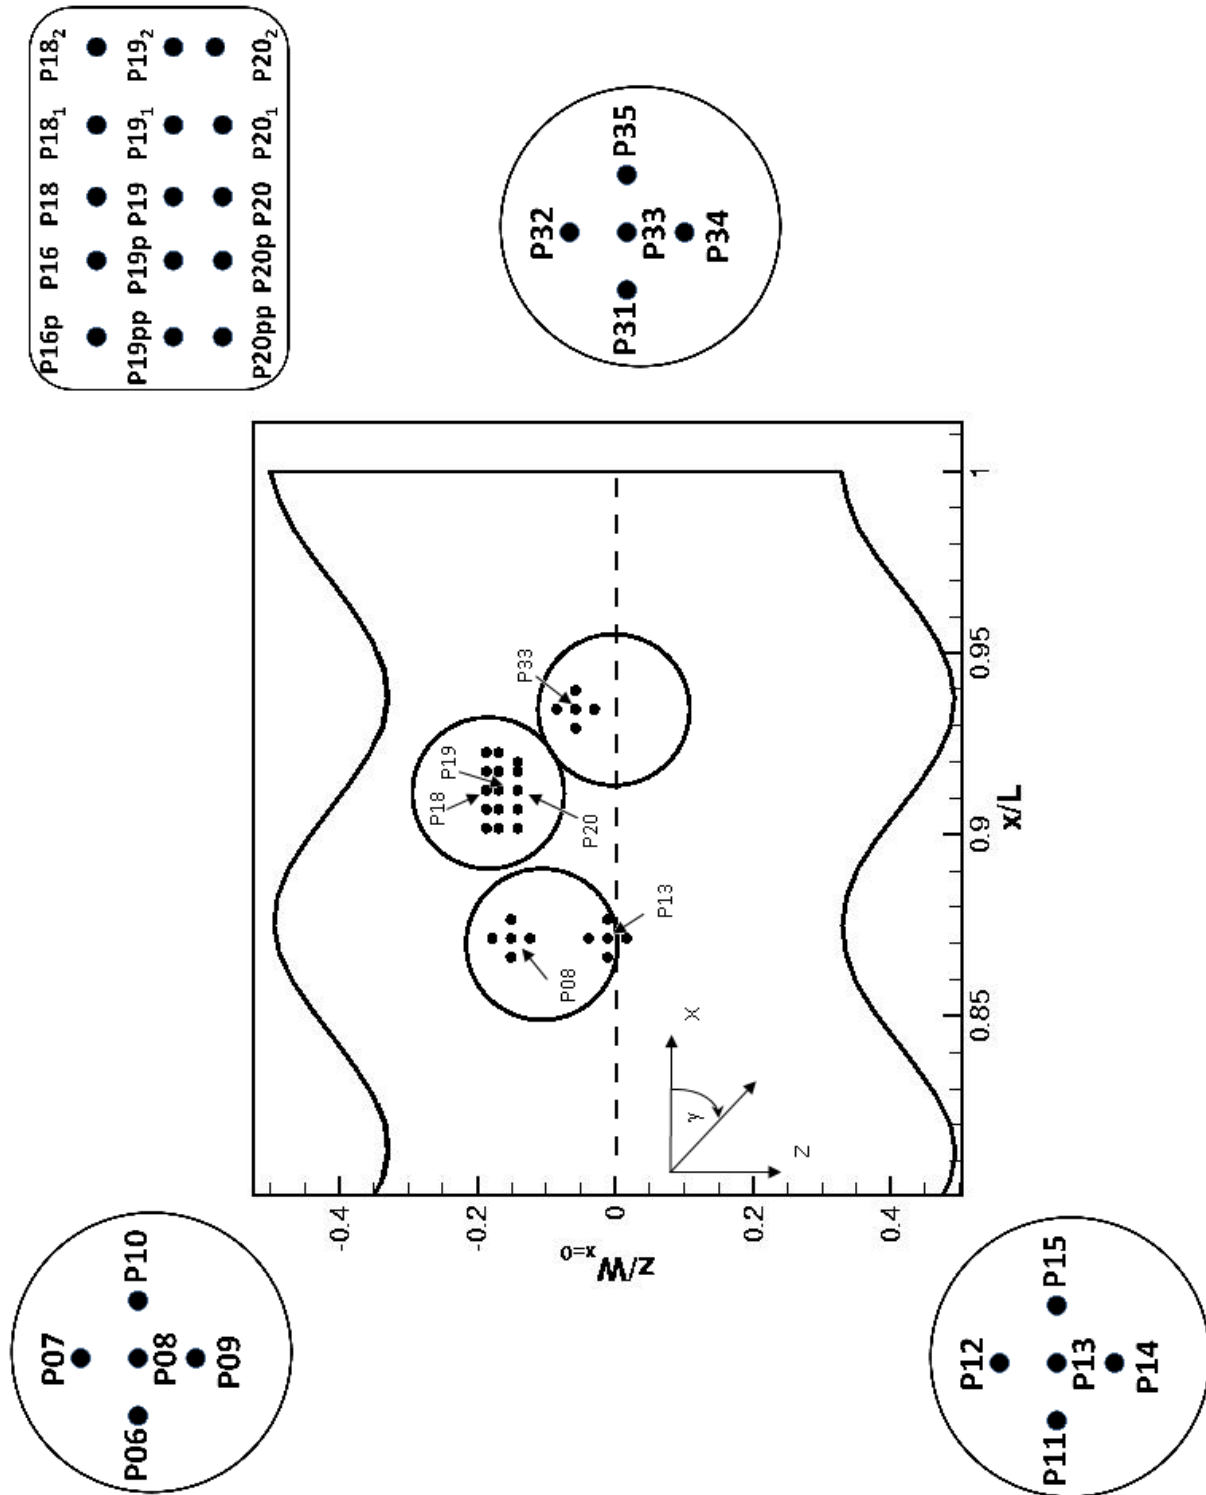 P16p P16 P18 P18₁ P18₂
P19pp P19p P19 P19₁ P19₂
P20pp P20p P20 P20₁ P20₂
P32
P31 P33 P35
P34
P18
P19
P20
P33
P08
P13
X
γ
Z
-0.4
-0.2
0
0.2
0.4
z/Wₓ₌₀
0.85 0.9 0.95 1
x/L
P07
P06 P08 P10
P09
P12
P11 P13 P15
P14